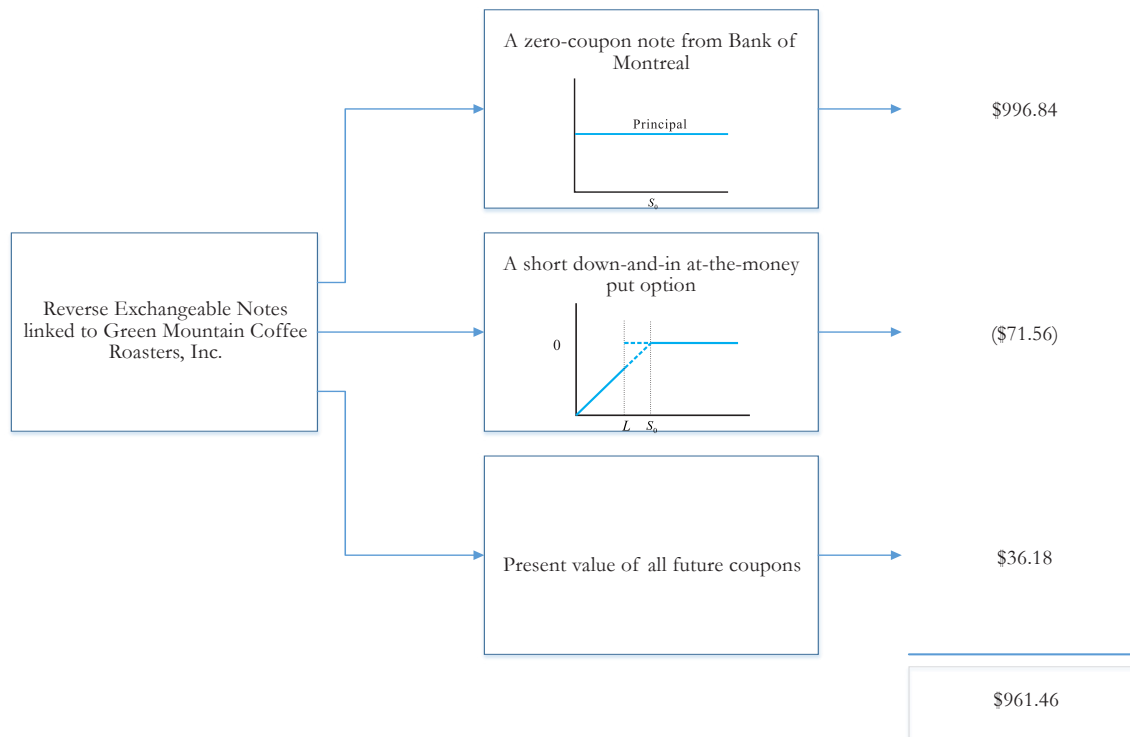 A zero-coupon note from Bank of
Montreal
Principal
S₀
$996.84
Reverse Exchangeable Notes
linked to Green Mountain Coffee
Roasters, Inc.
A short down-and-in at-the-money
put option
0
L
S₀
($71.56)
Present value of all future coupons
$36.18
$961.46